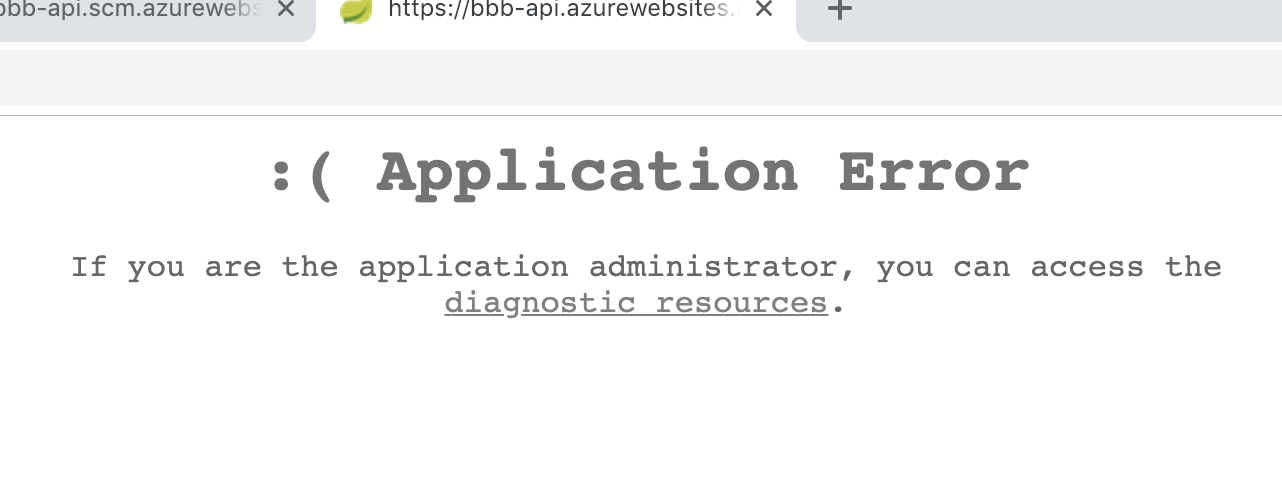 bbb-api.scm.azurewebs
https://bbb-api.azurewebsites.
:( Application Error
If you are the application administrator, you can access the
diagnostic resources.